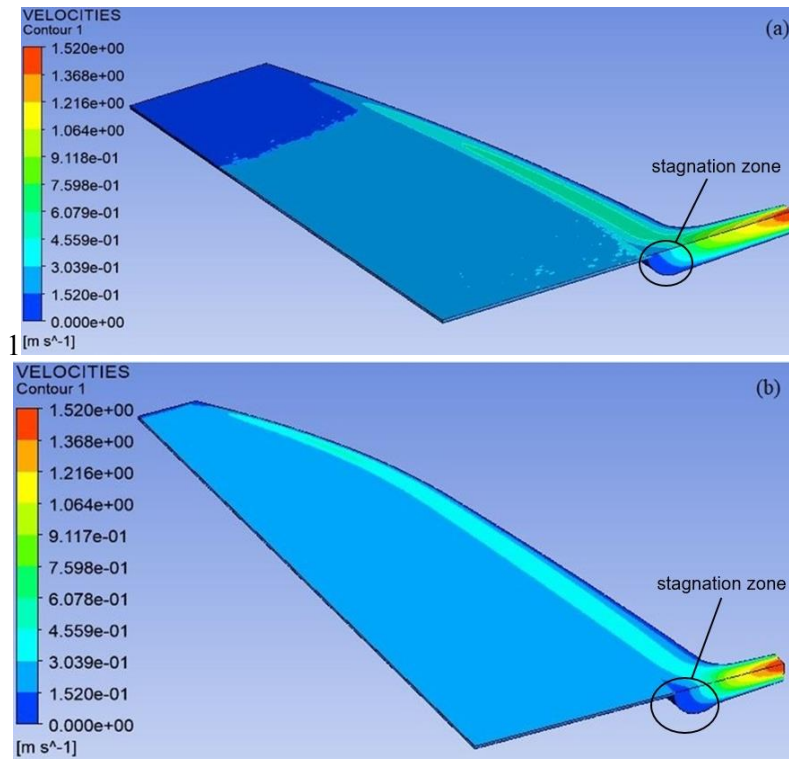 VELOCITIES
Contour 1
(a)
1.520e+00
1.368e+00
1.216e+00
1.064e+00
9.118e-01
7.598e-01
6.079e-01
4.559e-01
3.039e-01
1.520e-01
0.000e+00
[m s^-1]
stagnation zone
1
VELOCITIES
Contour 1
(b)
1.520e+00
1.368e+00
1.216e+00
1.064e+00
9.117e-01
7.598e-01
6.078e-01
4.559e-01
3.039e-01
1.520e-01
0.000e+00
[m s^-1]
stagnation zone